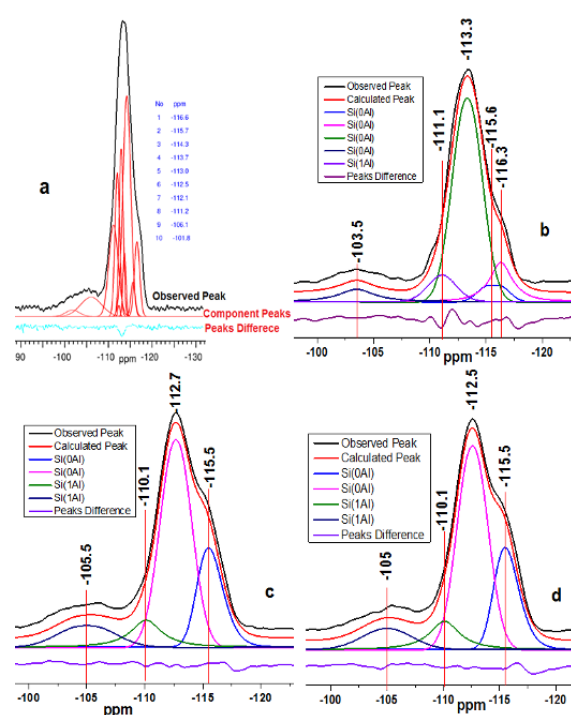 a
No ppm
1 -116.6
2 -115.7
3 -114.3
4 -113.7
5 -113.0
6 -112.5
7 -112.1
8 -111.2
9 -106.1
10 -101.8
Observed Peak
Component Peaks
Peaks Differece
90 -100 -110 ppm -120 -130
b
Observed Peak
Calculated Peak
Si(0Al)
Si(0Al)
Si(0Al)
Si(0Al)
Si(1Al)
Peaks Difference
-103.5
-111.1
-113.3
-115.6
-116.3
-100 -105 -110 -115 -120
ppm
c
Observed Peak
Calculated Peak
Si(0Al)
Si(0Al)
Si(1Al)
Si(1Al)
Peaks Difference
-105.5
-110.1
-112.7
-115.5
-100 -105 -110 -115 -120
ppm
d
Observed Peak
Calculated Peak
Si(0Al)
Si(0Al)
Si(1Al)
Si(1Al)
Peaks Difference
-105
-110.1
-112.5
-115.5
-100 -105 -110 -115 -120
ppm